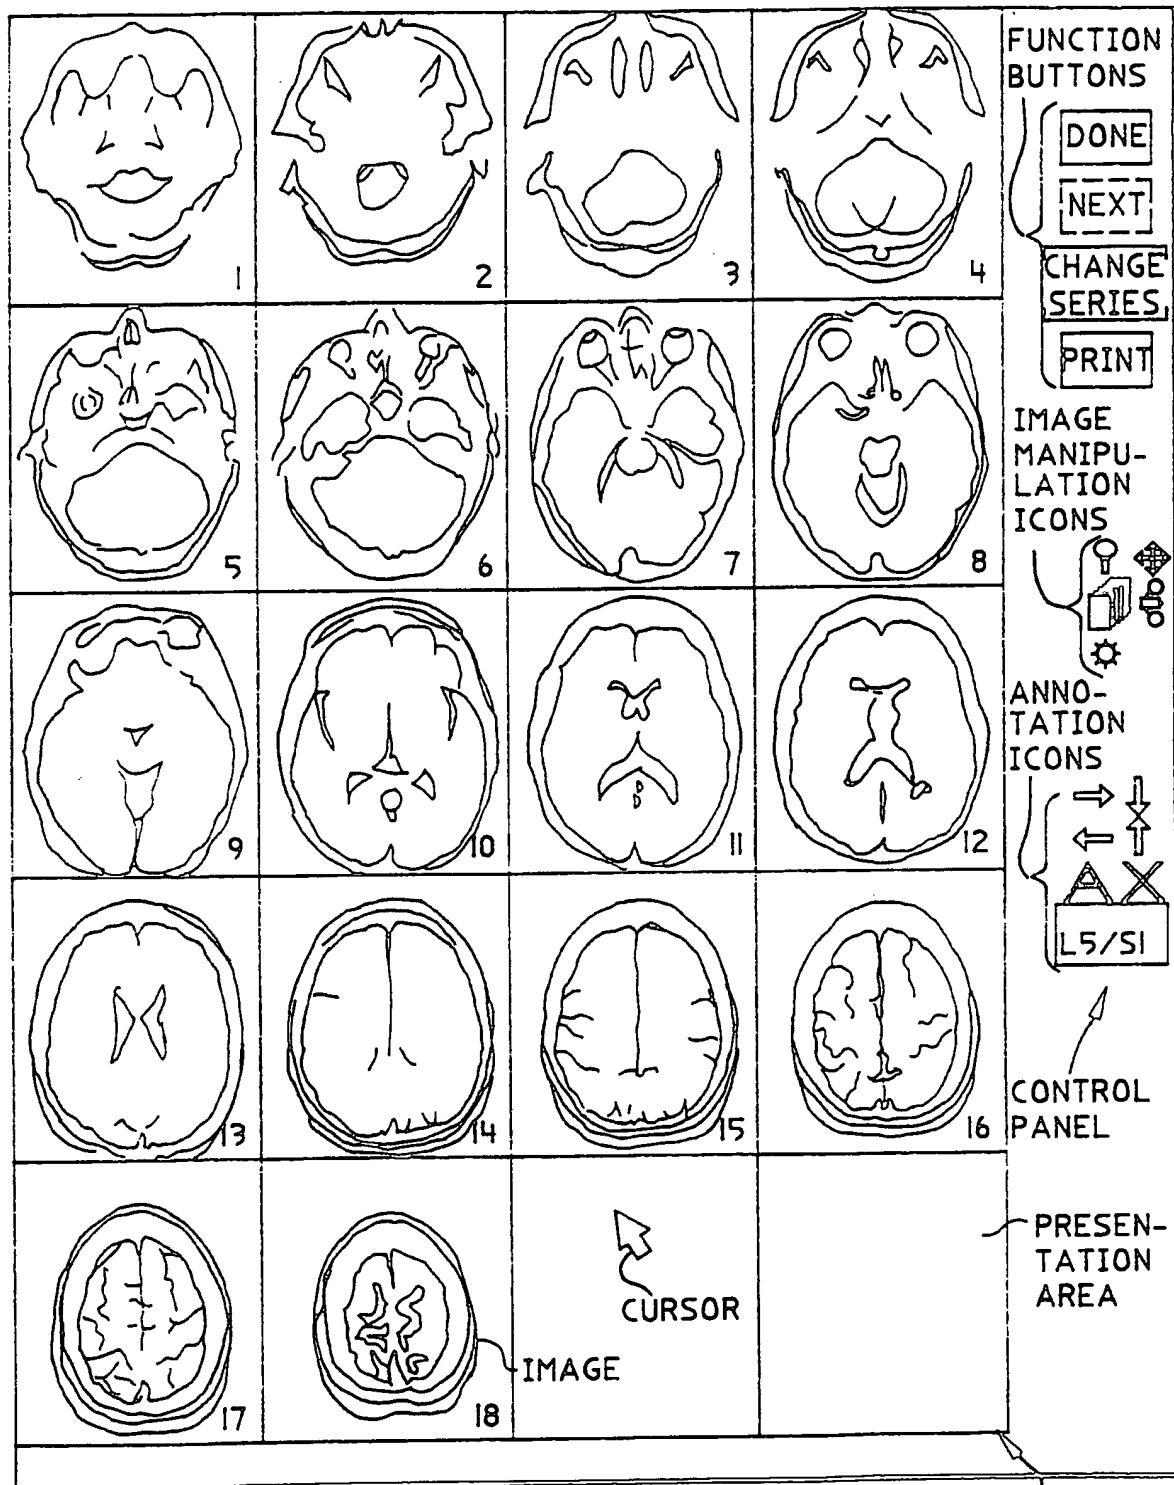 FUNCTION
BUTTONS
DONE
NEXT
CHANGE
SERIES
PRINT
1
2
3
4
IMAGE
MANIPU-
LATION
ICONS
5
6
7
8
ANNO-
TATION
ICONS
9
10
11
12
A X
L5/S1
CONTROL
PANEL
13
14
15
16
PRESEN-
TATION
AREA
CURSOR
IMAGE
17
18